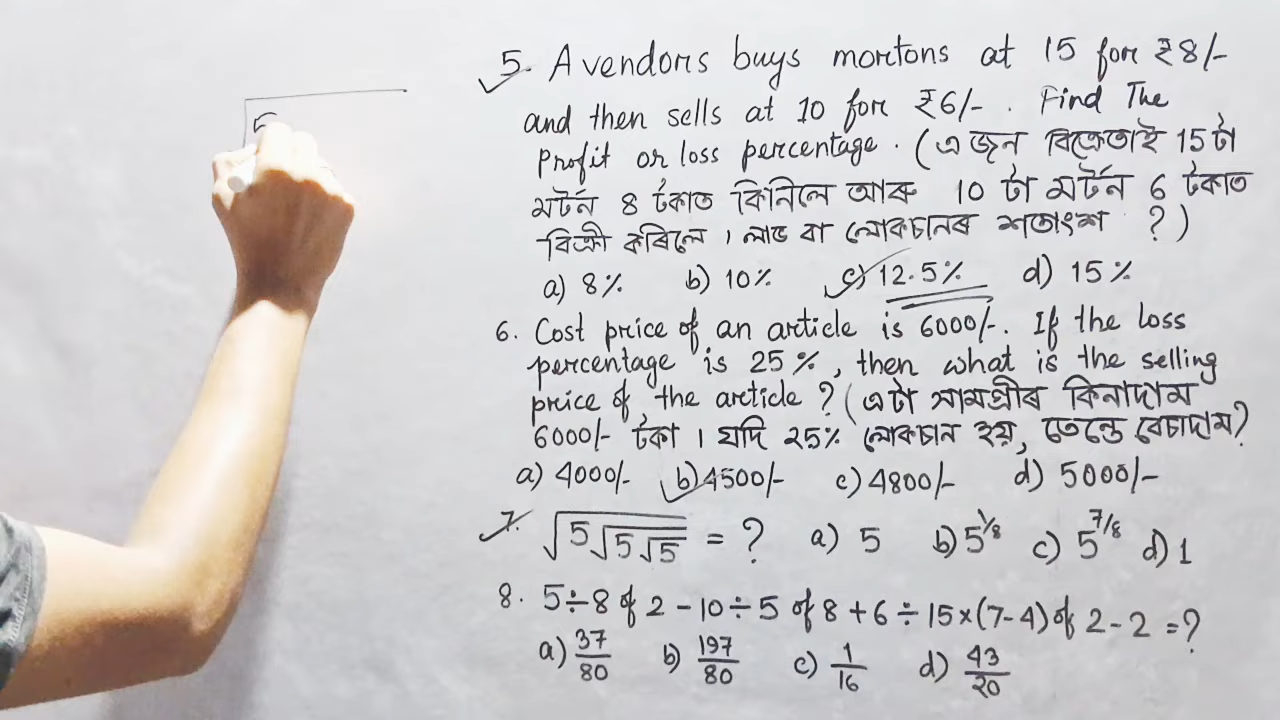 5. A vendors buys mortons at 15 for ₹8/-
and then sells at 10 for ₹6/-. Find The
Profit or loss percentage. (এজন বিক্ৰেতাই 15 টা
মৰ্টন 8 টকাত কিনিলে আৰু 10 টা মৰ্টন 6 টকাত
বিক্ৰী কৰিলে । লাভ বা লোকচানৰ শতাংশ ?)
a) 8% b) 10% c) 12.5% d) 15%
6. Cost price of an article is 6000/-. If the loss
percentage is 25%, then what is the selling
price of the article? (এটা সামগ্ৰীৰ কিনাদাম
6000/- টকা । যদি 25% লোকচান হয়, তেন্তে বেচাদাম?
a) 4000/- b) 4500/- c) 4800/- d) 5000/-
7. √5√5√5 = ? a) 5 b) 5^1/8 c) 5^7/8 d) 1
8. 5÷8 of 2-10÷5 of 8+6÷15×(7-4) of 2-2 =?
a) 37/80 b) 197/80 c) 1/16 d) 43/20